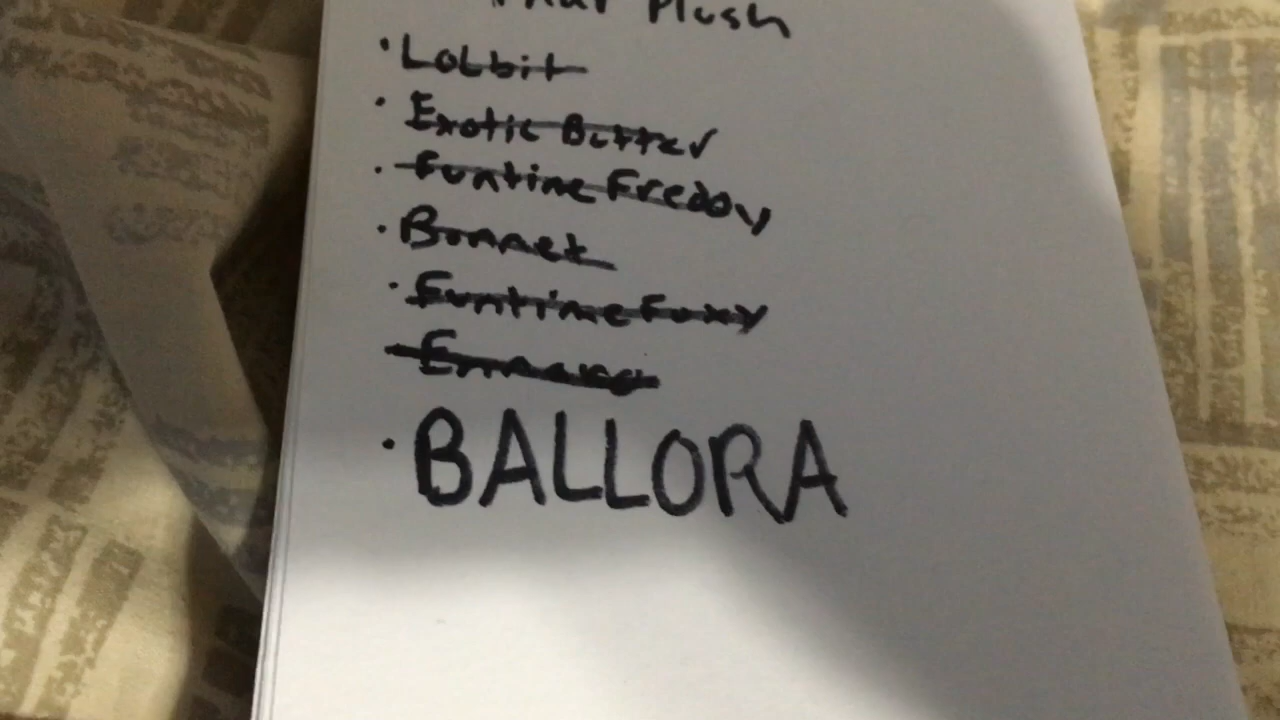 Plush
• Lolbit
• Exotic Butter
• Funtime Freddy
• Bonnet
• Funtime Foxy
• BALLORA